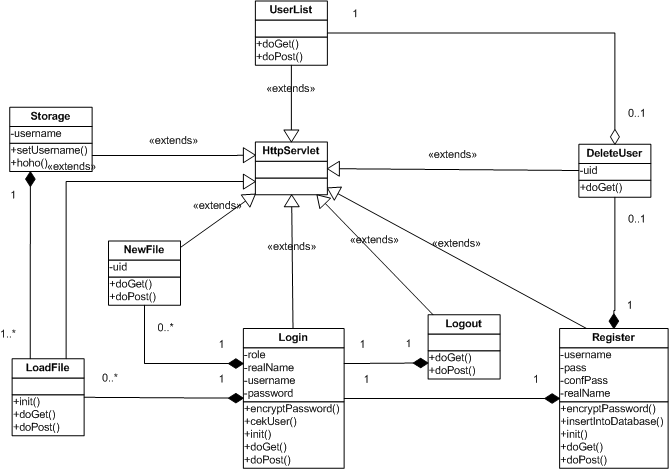 UserList
+doGet()
+doPost()
1
0..1
«extends»
Storage
-username
+setUsername()
+hoho()
«extends»
«extends»
HttpServlet
«extends»
DeleteUser
-uid
+doGet()
1
0..1
1
«extends»
NewFile
-uid
+doGet()
+doPost()
«extends»
«extends»
«extends»
0..*
1
1..*
LoadFile
+init()
+doGet()
+doPost()
0..*
1
Login
-role
-realName
-username
-password
+encryptPassword()
+cekUser()
+init()
+doGet()
+doPost()
1
1
Logout
+doGet()
+doPost()
1
1
Register
-username
-pass
-confPass
-realName
+encryptPassword()
+insertIntoDatabase()
+init()
+doGet()
+doPost()